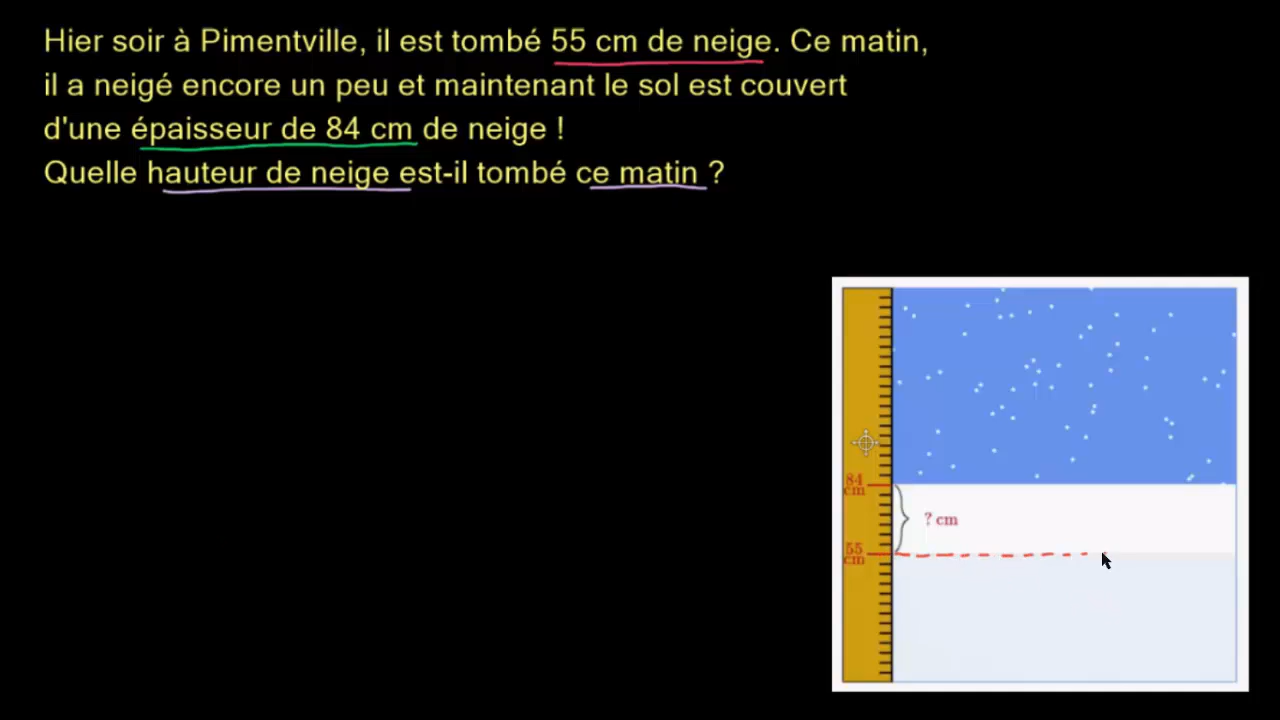 Hier soir à Pimentville, il est tombé 55 cm de neige. Ce matin,
il a neigé encore un peu et maintenant le sol est couvert
d'une épaisseur de 84 cm de neige !
Quelle hauteur de neige est-il tombé ce matin ?
84
cm
? cm
55
cm